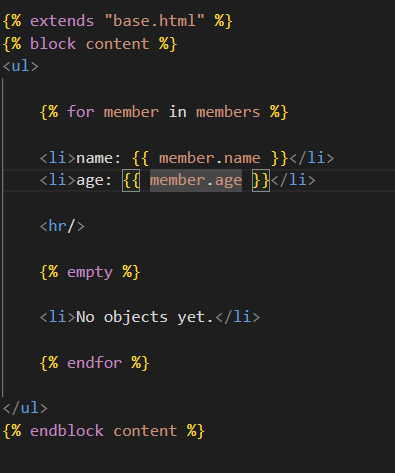 {% extends "base.html" %}
{% block content %}
<ul>
{% for member in members %}
<li>name: {{ member.name }}</li>
<li>age: {{ member.age }}</li>
<hr/>
{% empty %}
<li>No objects yet.</li>
{% endfor %}
</ul>
{% endblock content %}